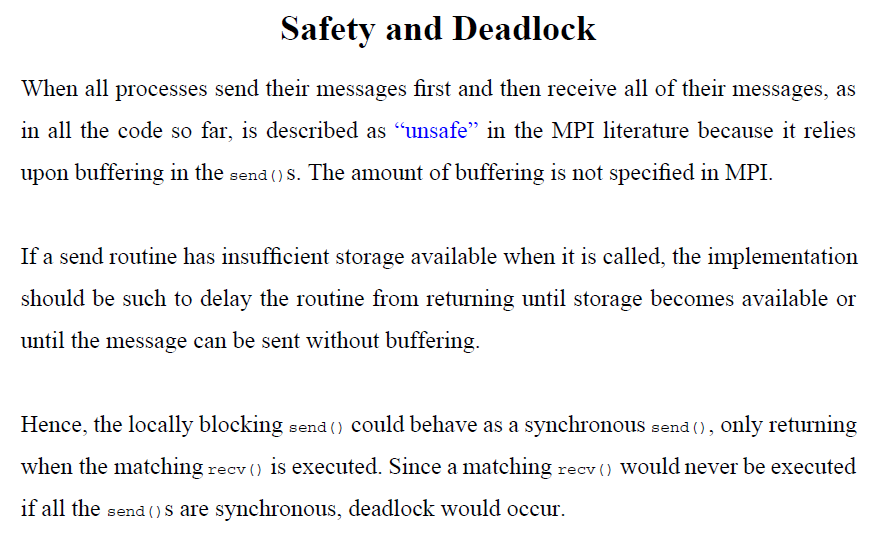 Safety and Deadlock
When all processes send their messages first and then receive all of their messages, as
in all the code so far, is described as “unsafe” in the MPI literature because it relies
upon buffering in the send()s. The amount of buffering is not specified in MPI.
If a send routine has insufficient storage available when it is called, the implementation
should be such to delay the routine from returning until storage becomes available or
until the message can be sent without buffering.
Hence, the locally blocking send() could behave as a synchronous send(), only returning
when the matching recv() is executed. Since a matching recv() would never be executed
if all the send()s are synchronous, deadlock would occur.